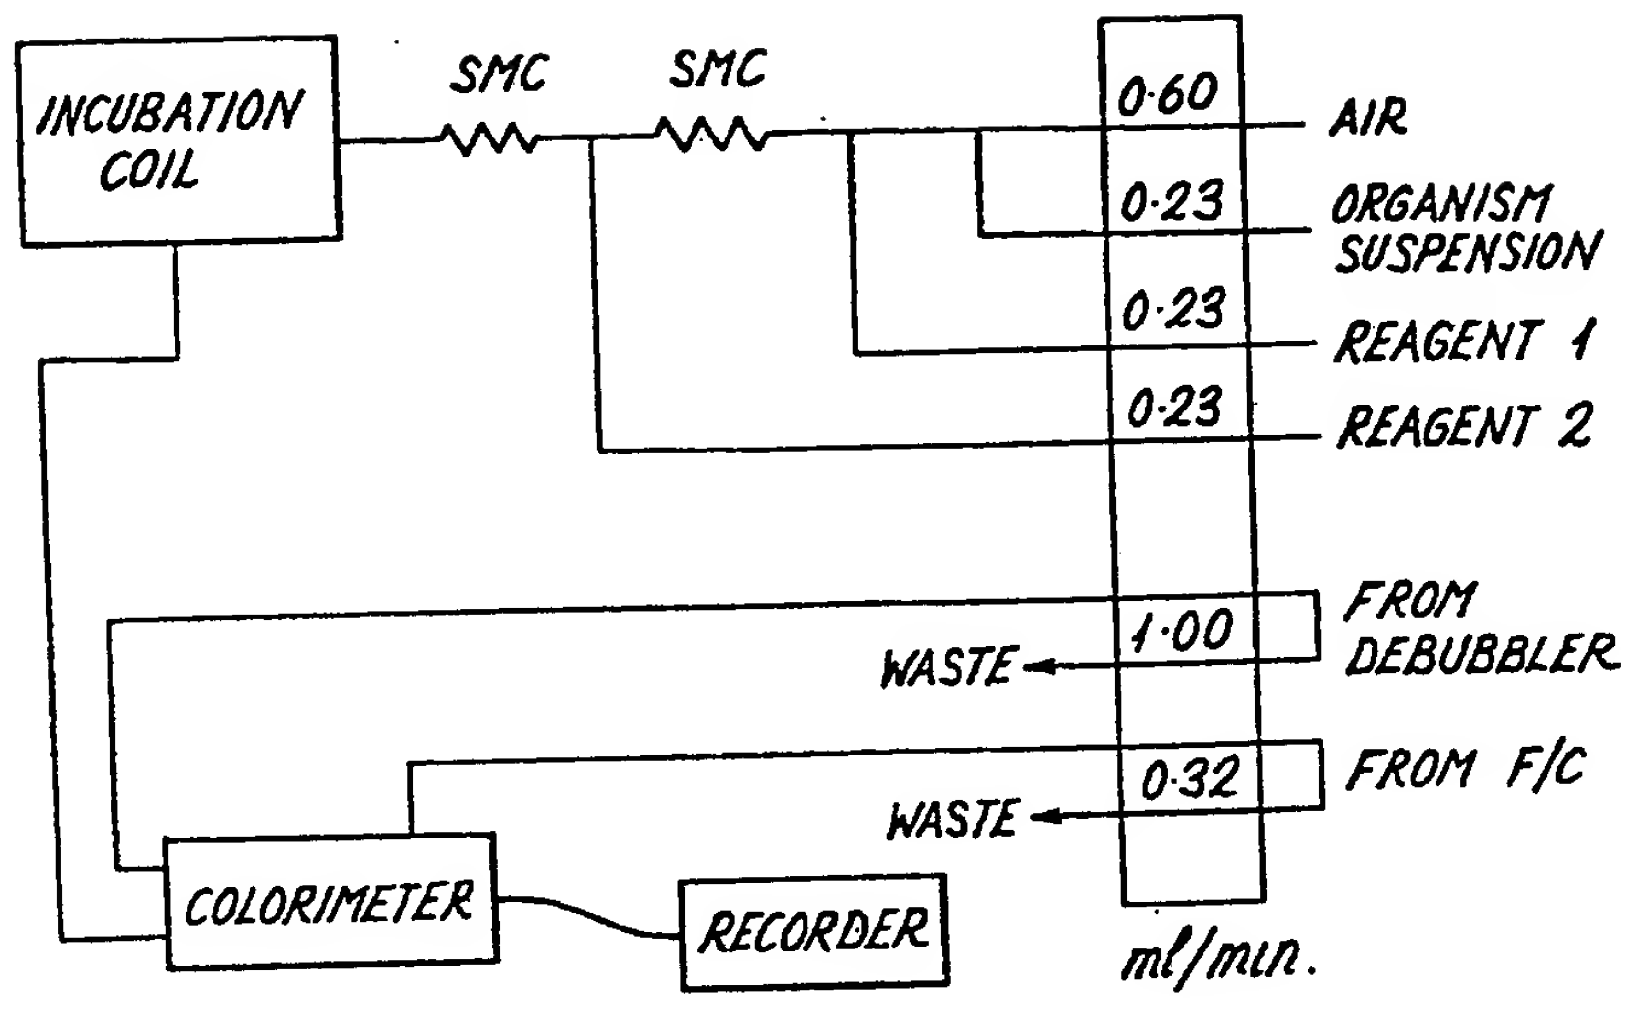 INCUBATION
COIL
SMC
SMC
0.60
AIR
0.23
ORGANISM
SUSPENSION
0.23
REAGENT 1
0.23
REAGENT 2
1.00
FROM
DEBUBBLER
WASTE
0.32
FROM F/C
WASTE
COLORIMETER
RECORDER
ml/min.